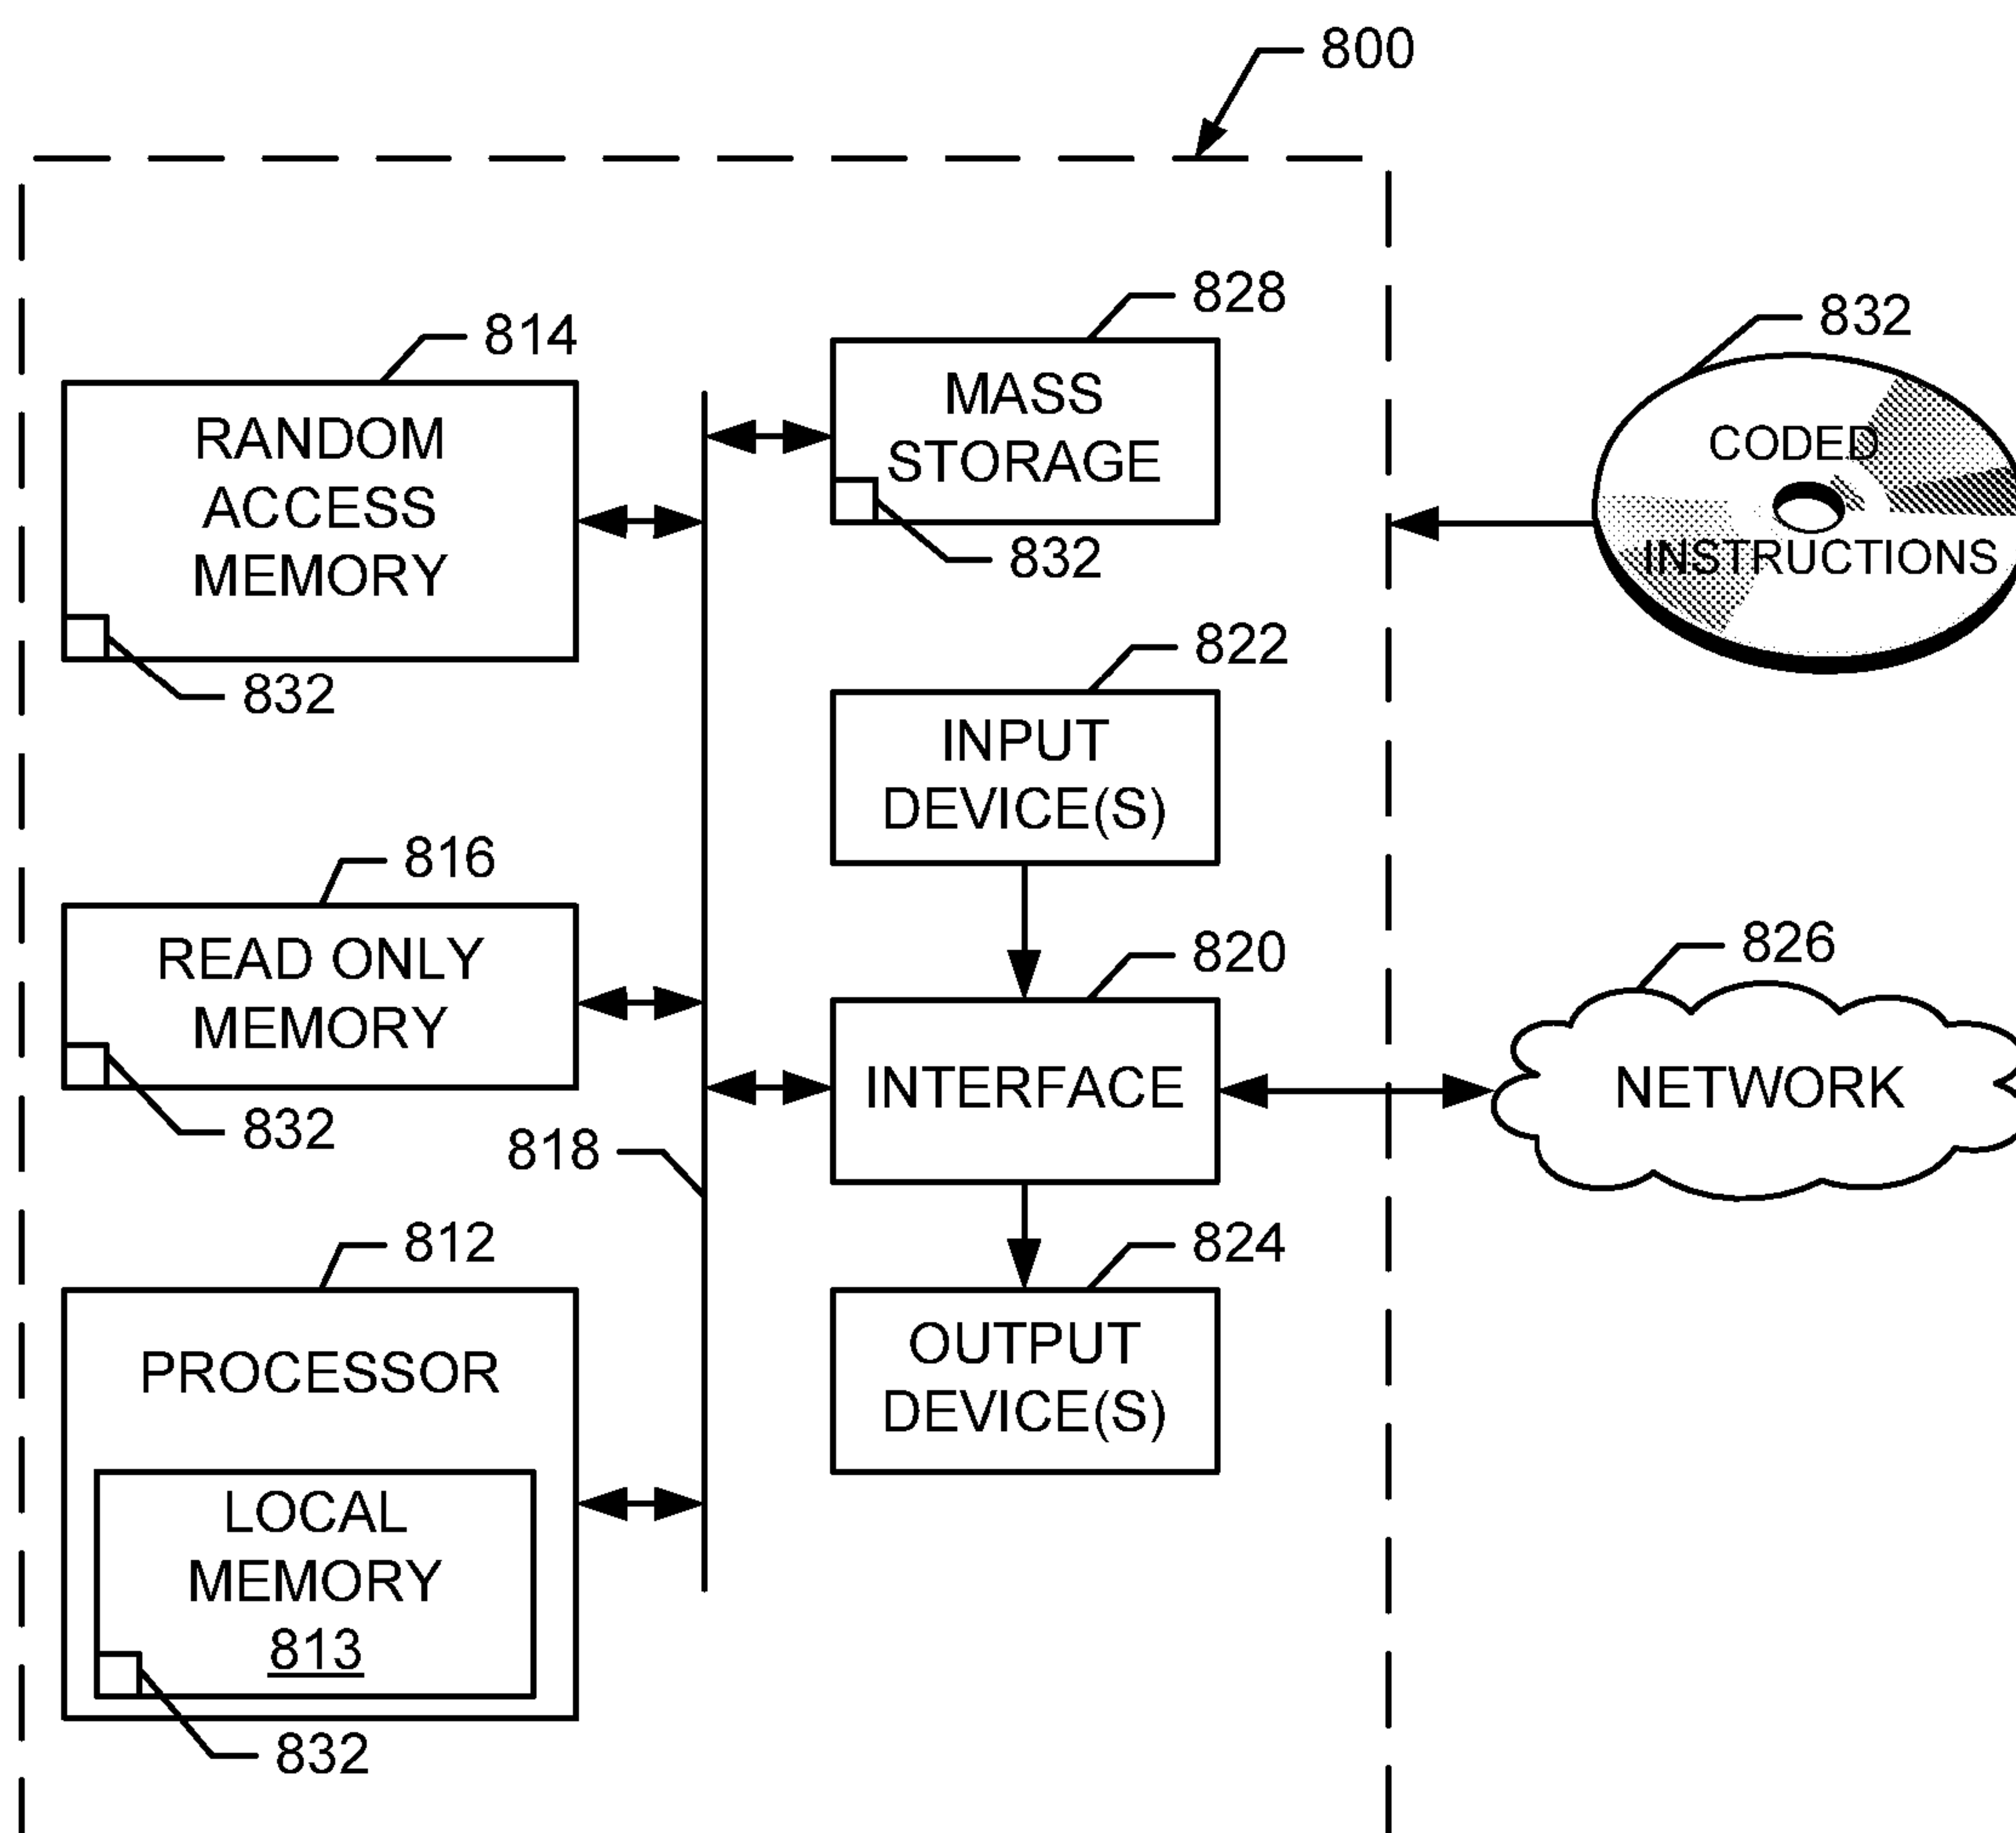 800
814
RANDOM
ACCESS
MEMORY
832
828
MASS
STORAGE
832
832
CODED
INSTRUCTIONS
822
INPUT
DEVICE(S)
816
READ ONLY
MEMORY
832
820
INTERFACE
826
NETWORK
818
812
PROCESSOR
LOCAL
MEMORY
813
832
824
OUTPUT
DEVICE(S)